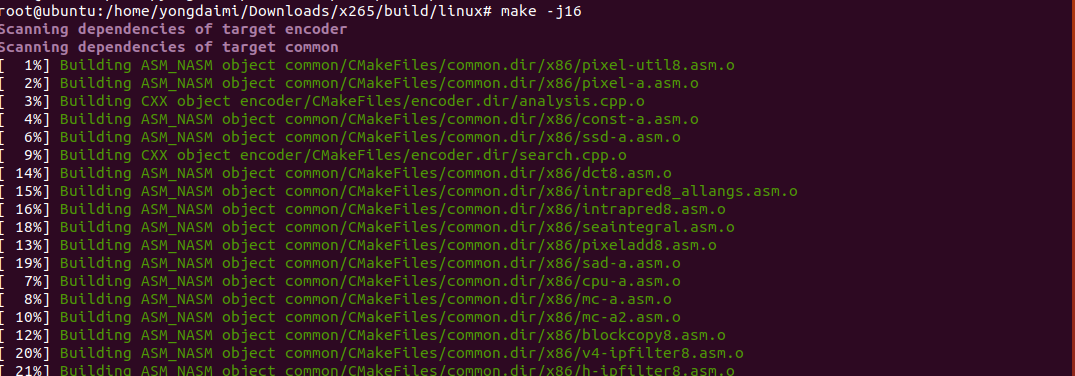 root@ubuntu:/home/yongdaimi/Downloads/x265/build/linux# make -j16
Scanning dependencies of target encoder
Scanning dependencies of target common
[  1%] Building ASM_NASM object common/CMakeFiles/common.dir/x86/pixel-util8.asm.o
[  2%] Building ASM_NASM object common/CMakeFiles/common.dir/x86/pixel-a.asm.o
[  3%] Building CXX object encoder/CMakeFiles/encoder.dir/analysis.cpp.o
[  4%] Building ASM_NASM object common/CMakeFiles/common.dir/x86/const-a.asm.o
[  6%] Building ASM_NASM object common/CMakeFiles/common.dir/x86/ssd-a.asm.o
[  9%] Building CXX object encoder/CMakeFiles/encoder.dir/search.cpp.o
[ 14%] Building ASM_NASM object common/CMakeFiles/common.dir/x86/dct8.asm.o
[ 15%] Building ASM_NASM object common/CMakeFiles/common.dir/x86/intrapred8_allangs.asm.o
[ 16%] Building ASM_NASM object common/CMakeFiles/common.dir/x86/intrapred8.asm.o
[ 18%] Building ASM_NASM object common/CMakeFiles/common.dir/x86/seaintegral.asm.o
[ 13%] Building ASM_NASM object common/CMakeFiles/common.dir/x86/pixeladd8.asm.o
[ 19%] Building ASM_NASM object common/CMakeFiles/common.dir/x86/sad-a.asm.o
[  7%] Building ASM_NASM object common/CMakeFiles/common.dir/x86/cpu-a.asm.o
[  8%] Building ASM_NASM object common/CMakeFiles/common.dir/x86/mc-a.asm.o
[ 10%] Building ASM_NASM object common/CMakeFiles/common.dir/x86/mc-a2.asm.o
[ 12%] Building ASM_NASM object common/CMakeFiles/common.dir/x86/blockcopy8.asm.o
[ 20%] Building ASM_NASM object common/CMakeFiles/common.dir/x86/v4-ipfilter8.asm.o
[ 21%] Building ASM_NASM object common/CMakeFiles/common.dir/x86/h-ipfilter8.asm.o